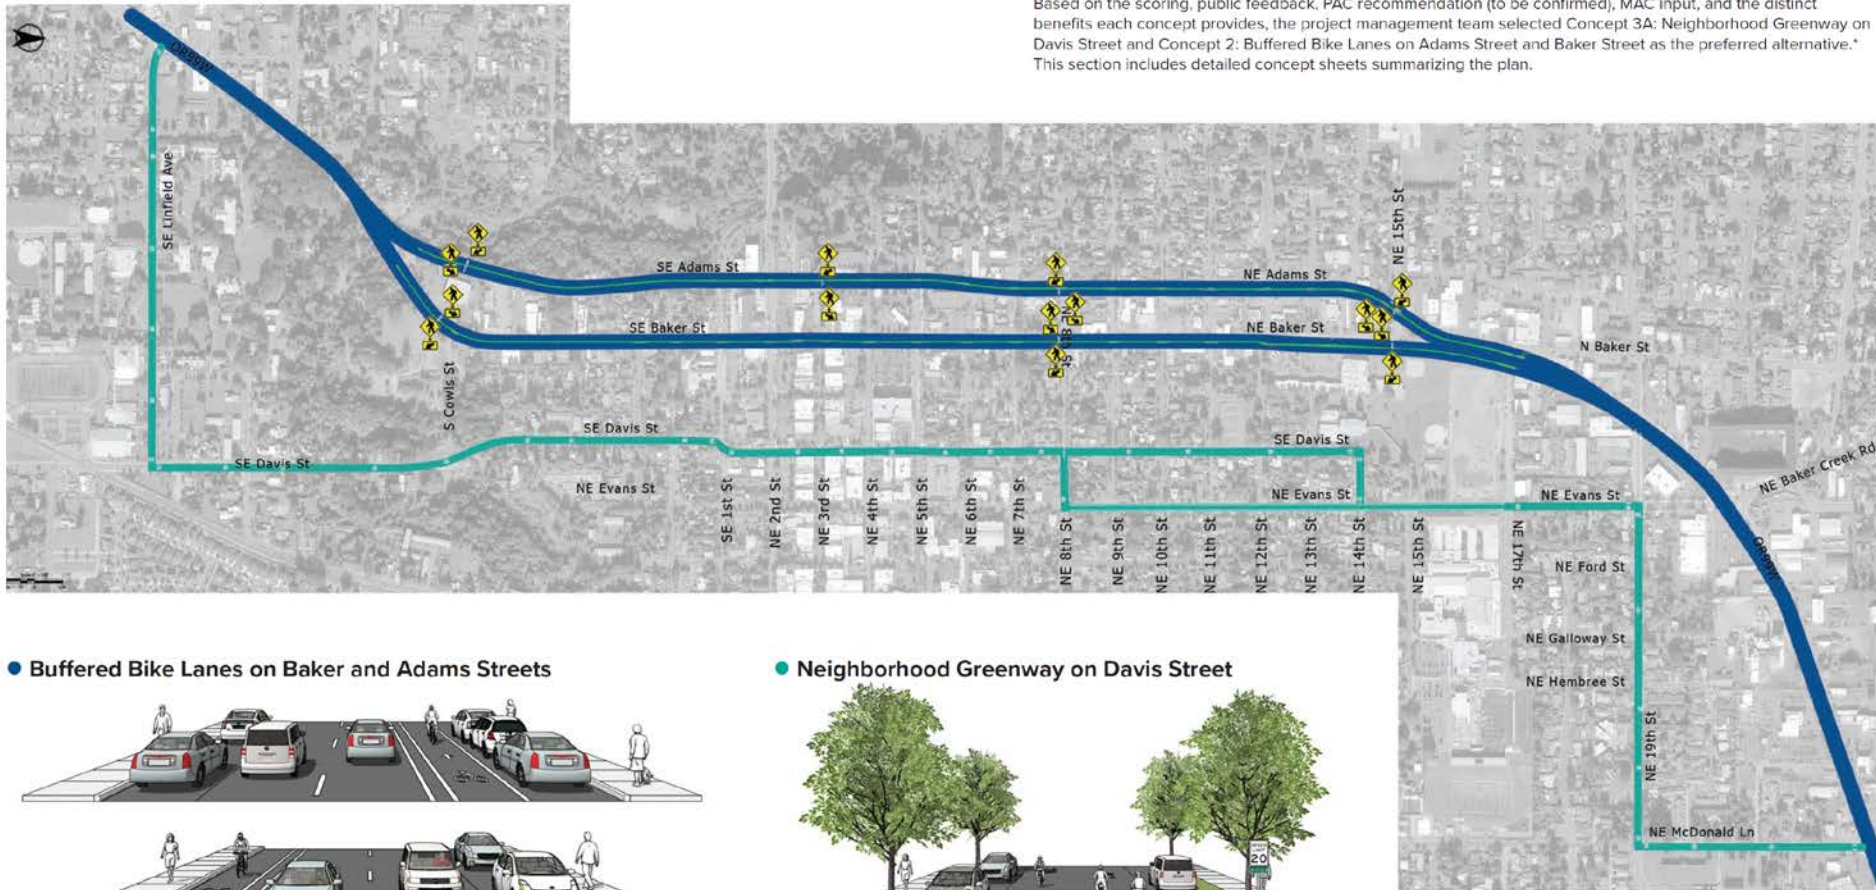 Based on the scoring, public feedback, PAC recommendation (to be confirmed), MAC input, and the distinct
benefits each concept provides, the project management team selected Concept 3A: Neighborhood Greenway on
Davis Street and Concept 2: Buffered Bike Lanes on Adams Street and Baker Street as the preferred alternative.*
This section includes detailed concept sheets summarizing the plan.
OR99W
SE Linfield Ave
NE 15th St
SE Adams St
NE Adams St
SE Baker St
NE Baker St
NE 8th St
N Baker St
S Cowls St
SE Davis St
SE Davis St
SE Davis St
NE Baker Creek Rd
NE Evans St
NE Evans St
NE Evans St
SE 1st St
NE 2nd St
NE 3rd St
NE 4th St
NE 5th St
NE 6th St
NE 7th St
NE 8th St
NE 9th St
NE 10th St
NE 11th St
NE 12th St
NE 13th St
NE 14th St
NE 15th St
NE 17th St
OR99W
NE Ford St
NE Galloway St
NE Hembree St
NE 19th St
NE McDonald Ln
Buffered Bike Lanes on Baker and Adams Streets
Neighborhood Greenway on Davis Street
SPEED
LIMIT
20